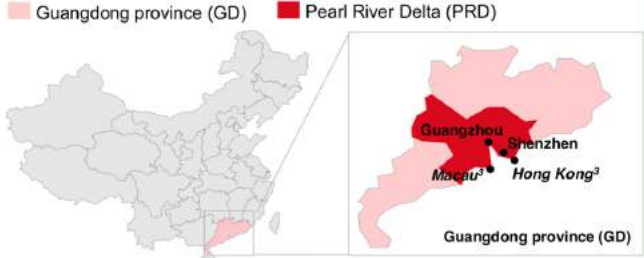 Guangdong province (GD) Pearl River Delta (PRD)
Guangzhou
Shenzhen
Macau³ Hong Kong³
Guangdong province (GD)